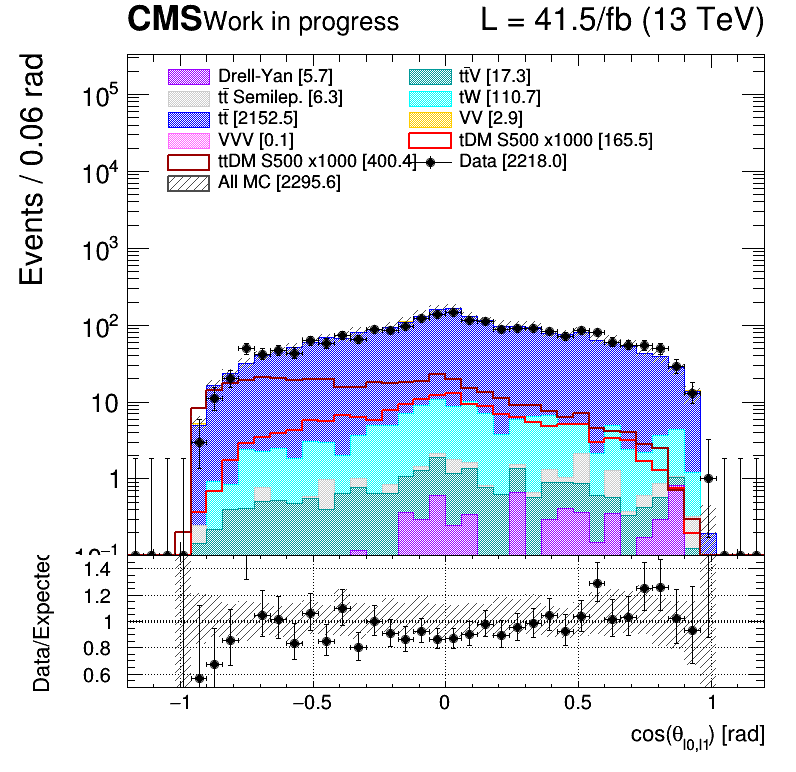 CMS Work in progress L = 41.5/fb (13 TeV)
Events / 0.06 rad
Drell-Yan [5.7]
tt̄ Semilep. [6.3]
tt̄ [2152.5]
VVV [0.1]
ttDM S500 x1000 [400.4]
All MC [2295.6]
tt̄V [17.3]
tW [110.7]
VV [2.9]
tDM S500 x1000 [165.5]
Data [2218.0]
10⁵
10⁴
10³
10²
10
1
10⁻¹
Data/Expected
1.4
1.2
1
0.8
0.6
−1 −0.5 0 0.5 1
cos(θ_l0,l1) [rad]